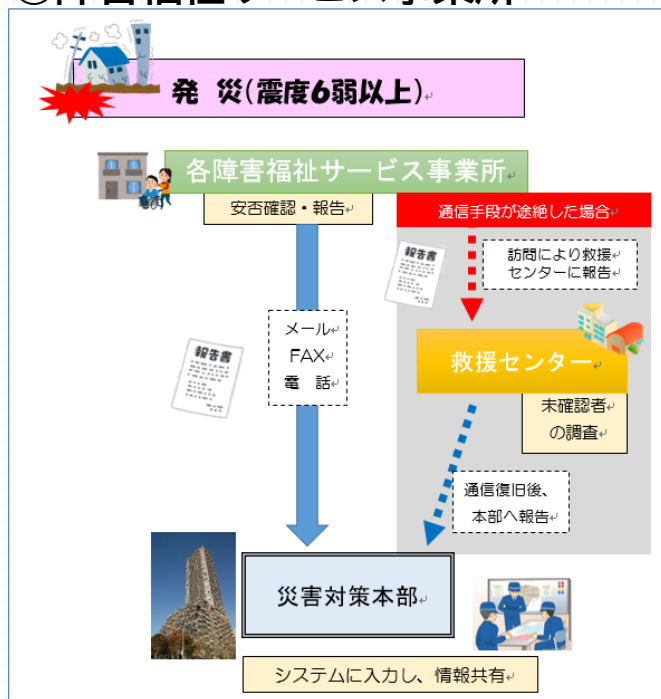 発 災(震度6弱以上)
各障害福祉サービス事業所
安否確認・報告
通信手段が途絶した場合
報告書
訪問により救援
センターに報告
メール
FAX
電 話
報告書
救援センター
未確認者
の調査
通信復旧後、
本部へ報告
災害対策本部
システムに入力し、情報共有